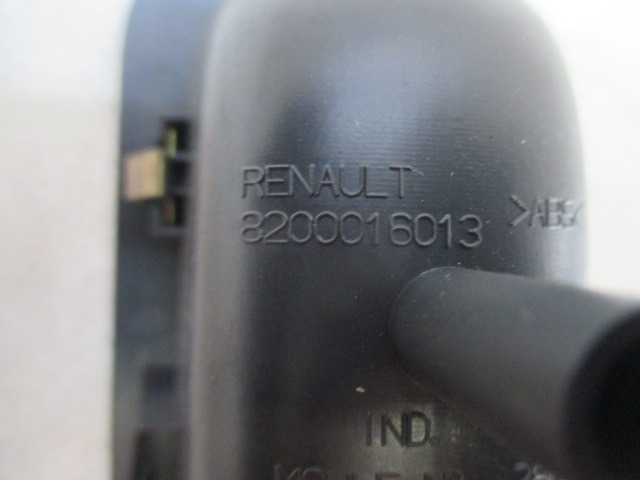 RENAULT
8200016013
>ABS<
IND.